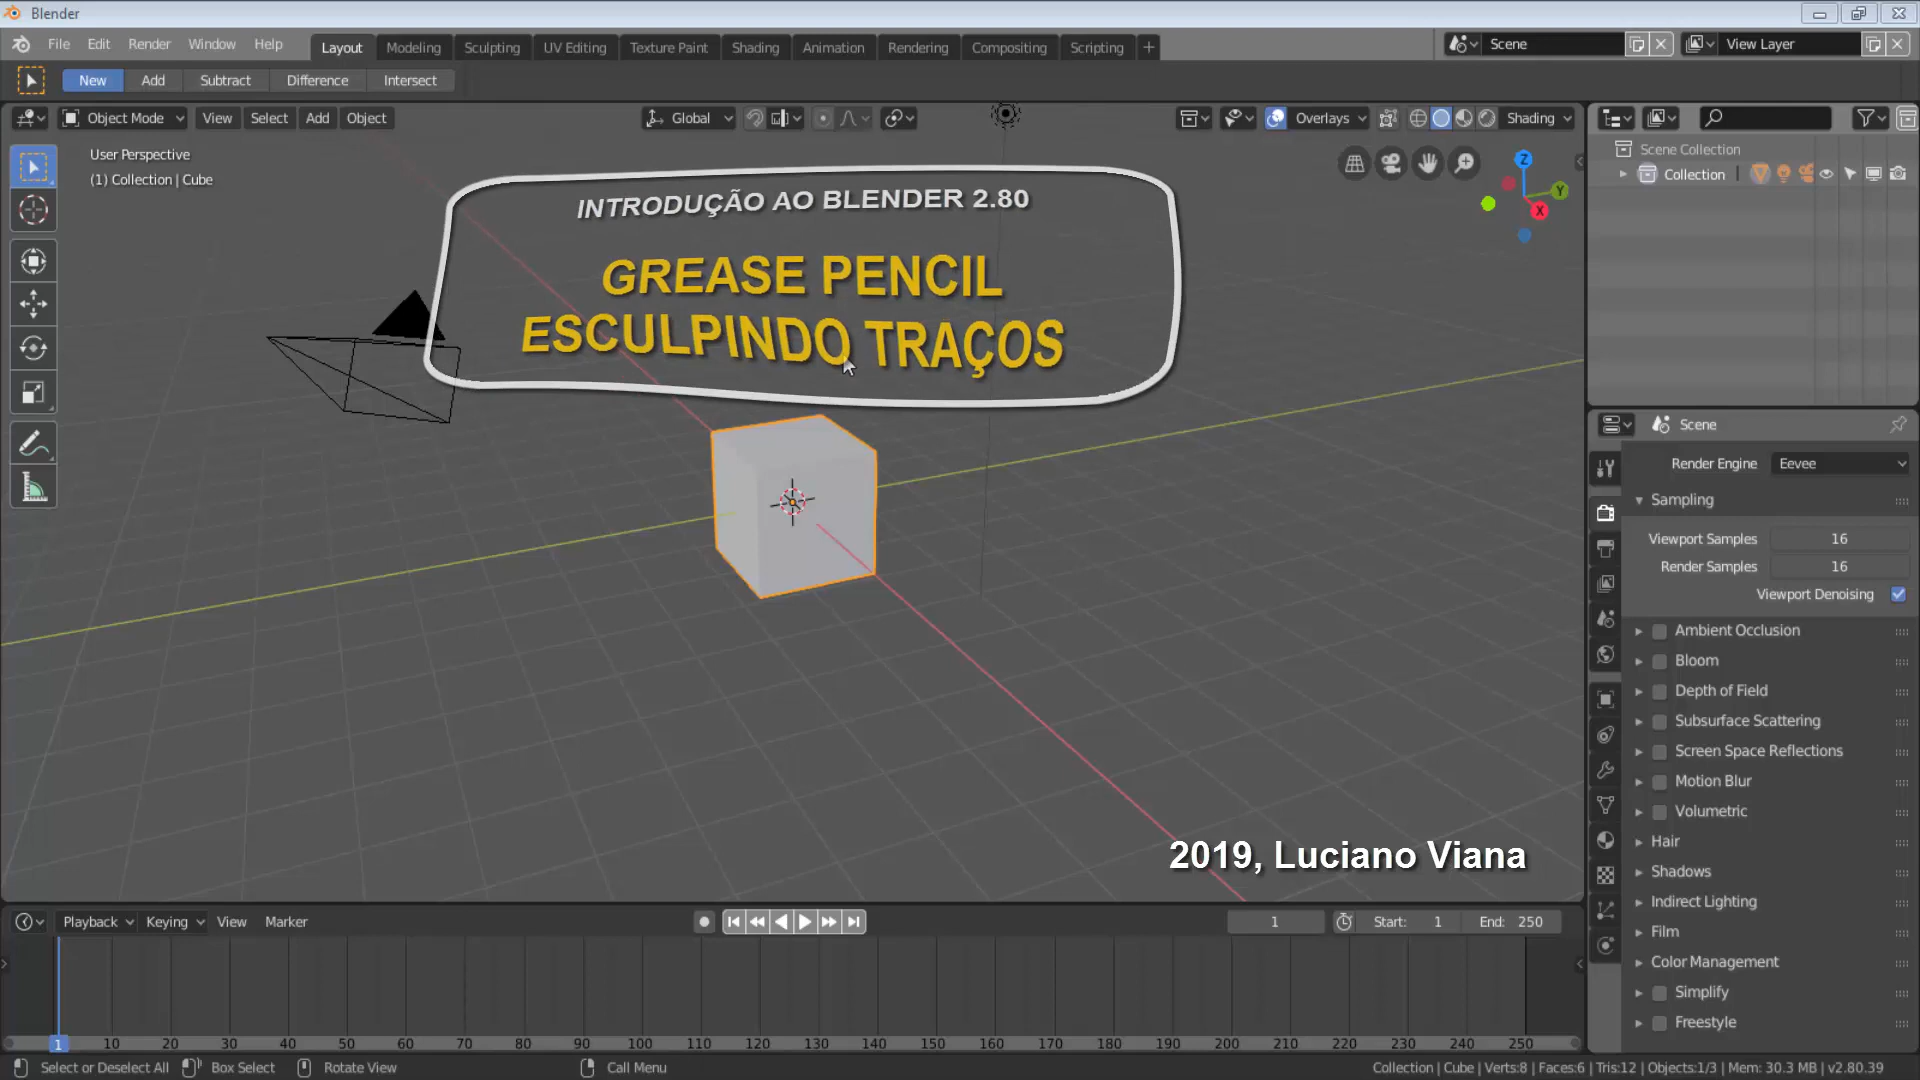 Blender
File Edit Render Window Help Layout Modeling Sculpting UV Editing Texture Paint Shading Animation Rendering Compositing Scripting + Scene View Layer
New Add Subtract Difference Intersect
Object Mode View Select Add Object Global Overlays Shading
User Perspective
(1) Collection | Cube
Z
Y
X
INTRODUÇÃO AO BLENDER 2.80
GREASE PENCIL
ESCULPINDO TRAÇOS
2019, Luciano Viana
Scene Collection
Collection
Scene
Render Engine Eevee
Sampling
Viewport Samples 16
Render Samples 16
Viewport Denoising
Ambient Occlusion
Bloom
Depth of Field
Subsurface Scattering
Screen Space Reflections
Motion Blur
Volumetric
Hair
Shadows
Indirect Lighting
Film
Color Management
Simplify
Freestyle
Playback Keying View Marker 1 Start: 1 End: 250
1 10 20 30 40 50 60 70 80 90 100 110 120 130 140 150 160 170 180 190 200 210 220 230 240 250
Select or Deselect All Box Select Rotate View Call Menu Collection | Cube | Verts:8 | Faces:6 | Tris:12 | Objects:1/3 | Mem: 30.3 MB | v2.80.39